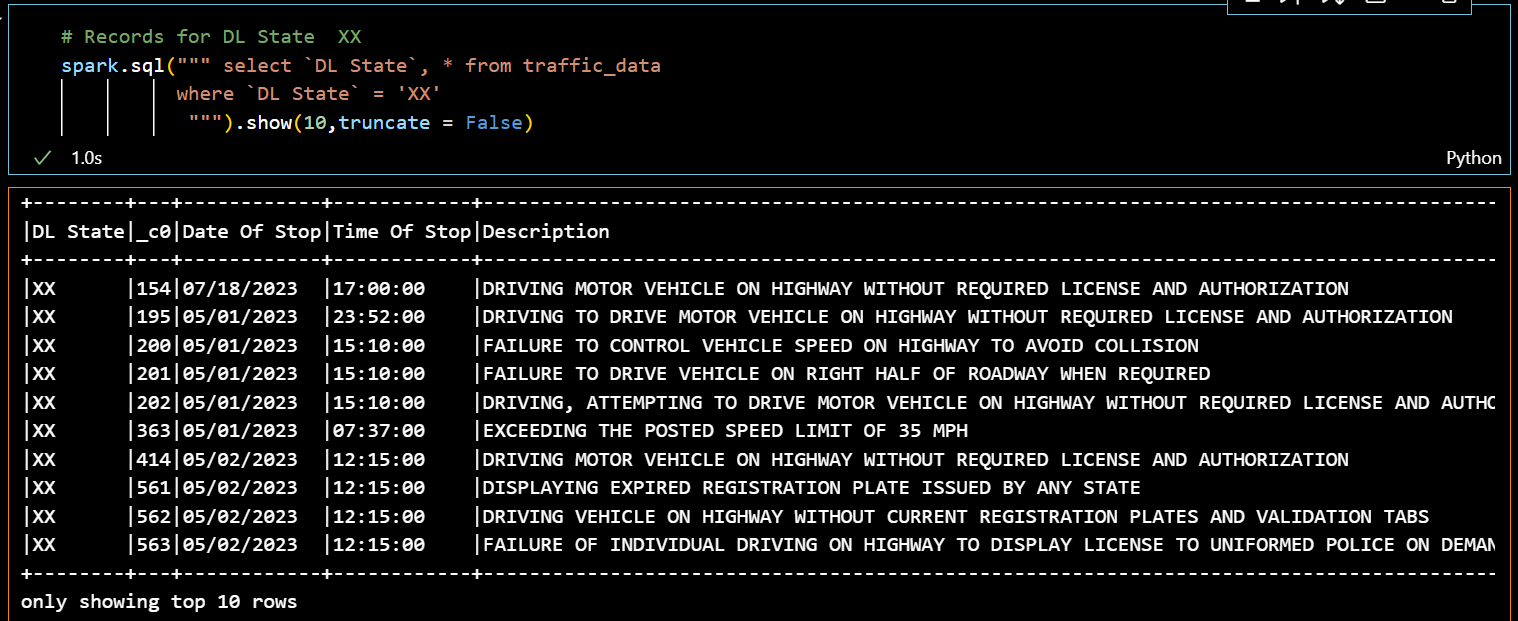 # Records for DL State  XX
spark.sql(""" select `DL State`, * from traffic_data
where `DL State` = 'XX'
""").show(10,truncate = False)
1.0s
Python
+--------+---+------------+------------+----------------------------------------------------------------------------------------
|DL State|_c0|Date Of Stop|Time Of Stop|Description
+--------+---+------------+------------+----------------------------------------------------------------------------------------
|XX      |154|07/18/2023  |17:00:00    |DRIVING MOTOR VEHICLE ON HIGHWAY WITHOUT REQUIRED LICENSE AND AUTHORIZATION
|XX      |195|05/01/2023  |23:52:00    |DRIVING TO DRIVE MOTOR VEHICLE ON HIGHWAY WITHOUT REQUIRED LICENSE AND AUTHORIZATION
|XX      |200|05/01/2023  |15:10:00    |FAILURE TO CONTROL VEHICLE SPEED ON HIGHWAY TO AVOID COLLISION
|XX      |201|05/01/2023  |15:10:00    |FAILURE TO DRIVE VEHICLE ON RIGHT HALF OF ROADWAY WHEN REQUIRED
|XX      |202|05/01/2023  |15:10:00    |DRIVING, ATTEMPTING TO DRIVE MOTOR VEHICLE ON HIGHWAY WITHOUT REQUIRED LICENSE AND AUTHO
|XX      |363|05/01/2023  |07:37:00    |EXCEEDING THE POSTED SPEED LIMIT OF 35 MPH
|XX      |414|05/02/2023  |12:15:00    |DRIVING MOTOR VEHICLE ON HIGHWAY WITHOUT REQUIRED LICENSE AND AUTHORIZATION
|XX      |561|05/02/2023  |12:15:00    |DISPLAYING EXPIRED REGISTRATION PLATE ISSUED BY ANY STATE
|XX      |562|05/02/2023  |12:15:00    |DRIVING VEHICLE ON HIGHWAY WITHOUT CURRENT REGISTRATION PLATES AND VALIDATION TABS
|XX      |563|05/02/2023  |12:15:00    |FAILURE OF INDIVIDUAL DRIVING ON HIGHWAY TO DISPLAY LICENSE TO UNIFORMED POLICE ON DEMAN
+--------+---+------------+------------+----------------------------------------------------------------------------------------
only showing top 10 rows